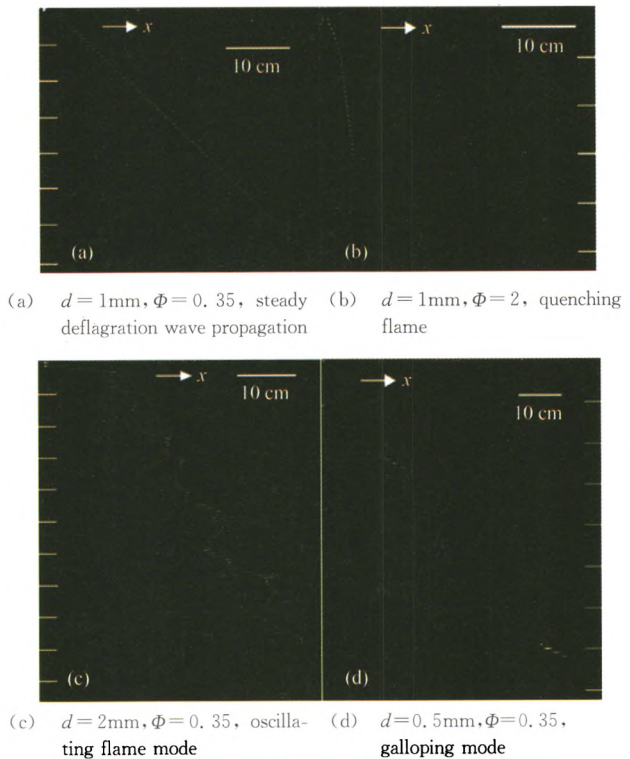 x
10 cm
(a)
x
10 cm
(b)
(a) d = 1mm, Φ = 0. 35, steady
deflagration wave propagation
(b) d = 1mm, Φ = 2, quenching
flame
x
10 cm
(c)
x
10 cm
(d)
(c) d = 2mm, Φ = 0. 35, oscilla-
ting flame mode
(d) d = 0. 5mm, Φ = 0. 35,
galloping mode